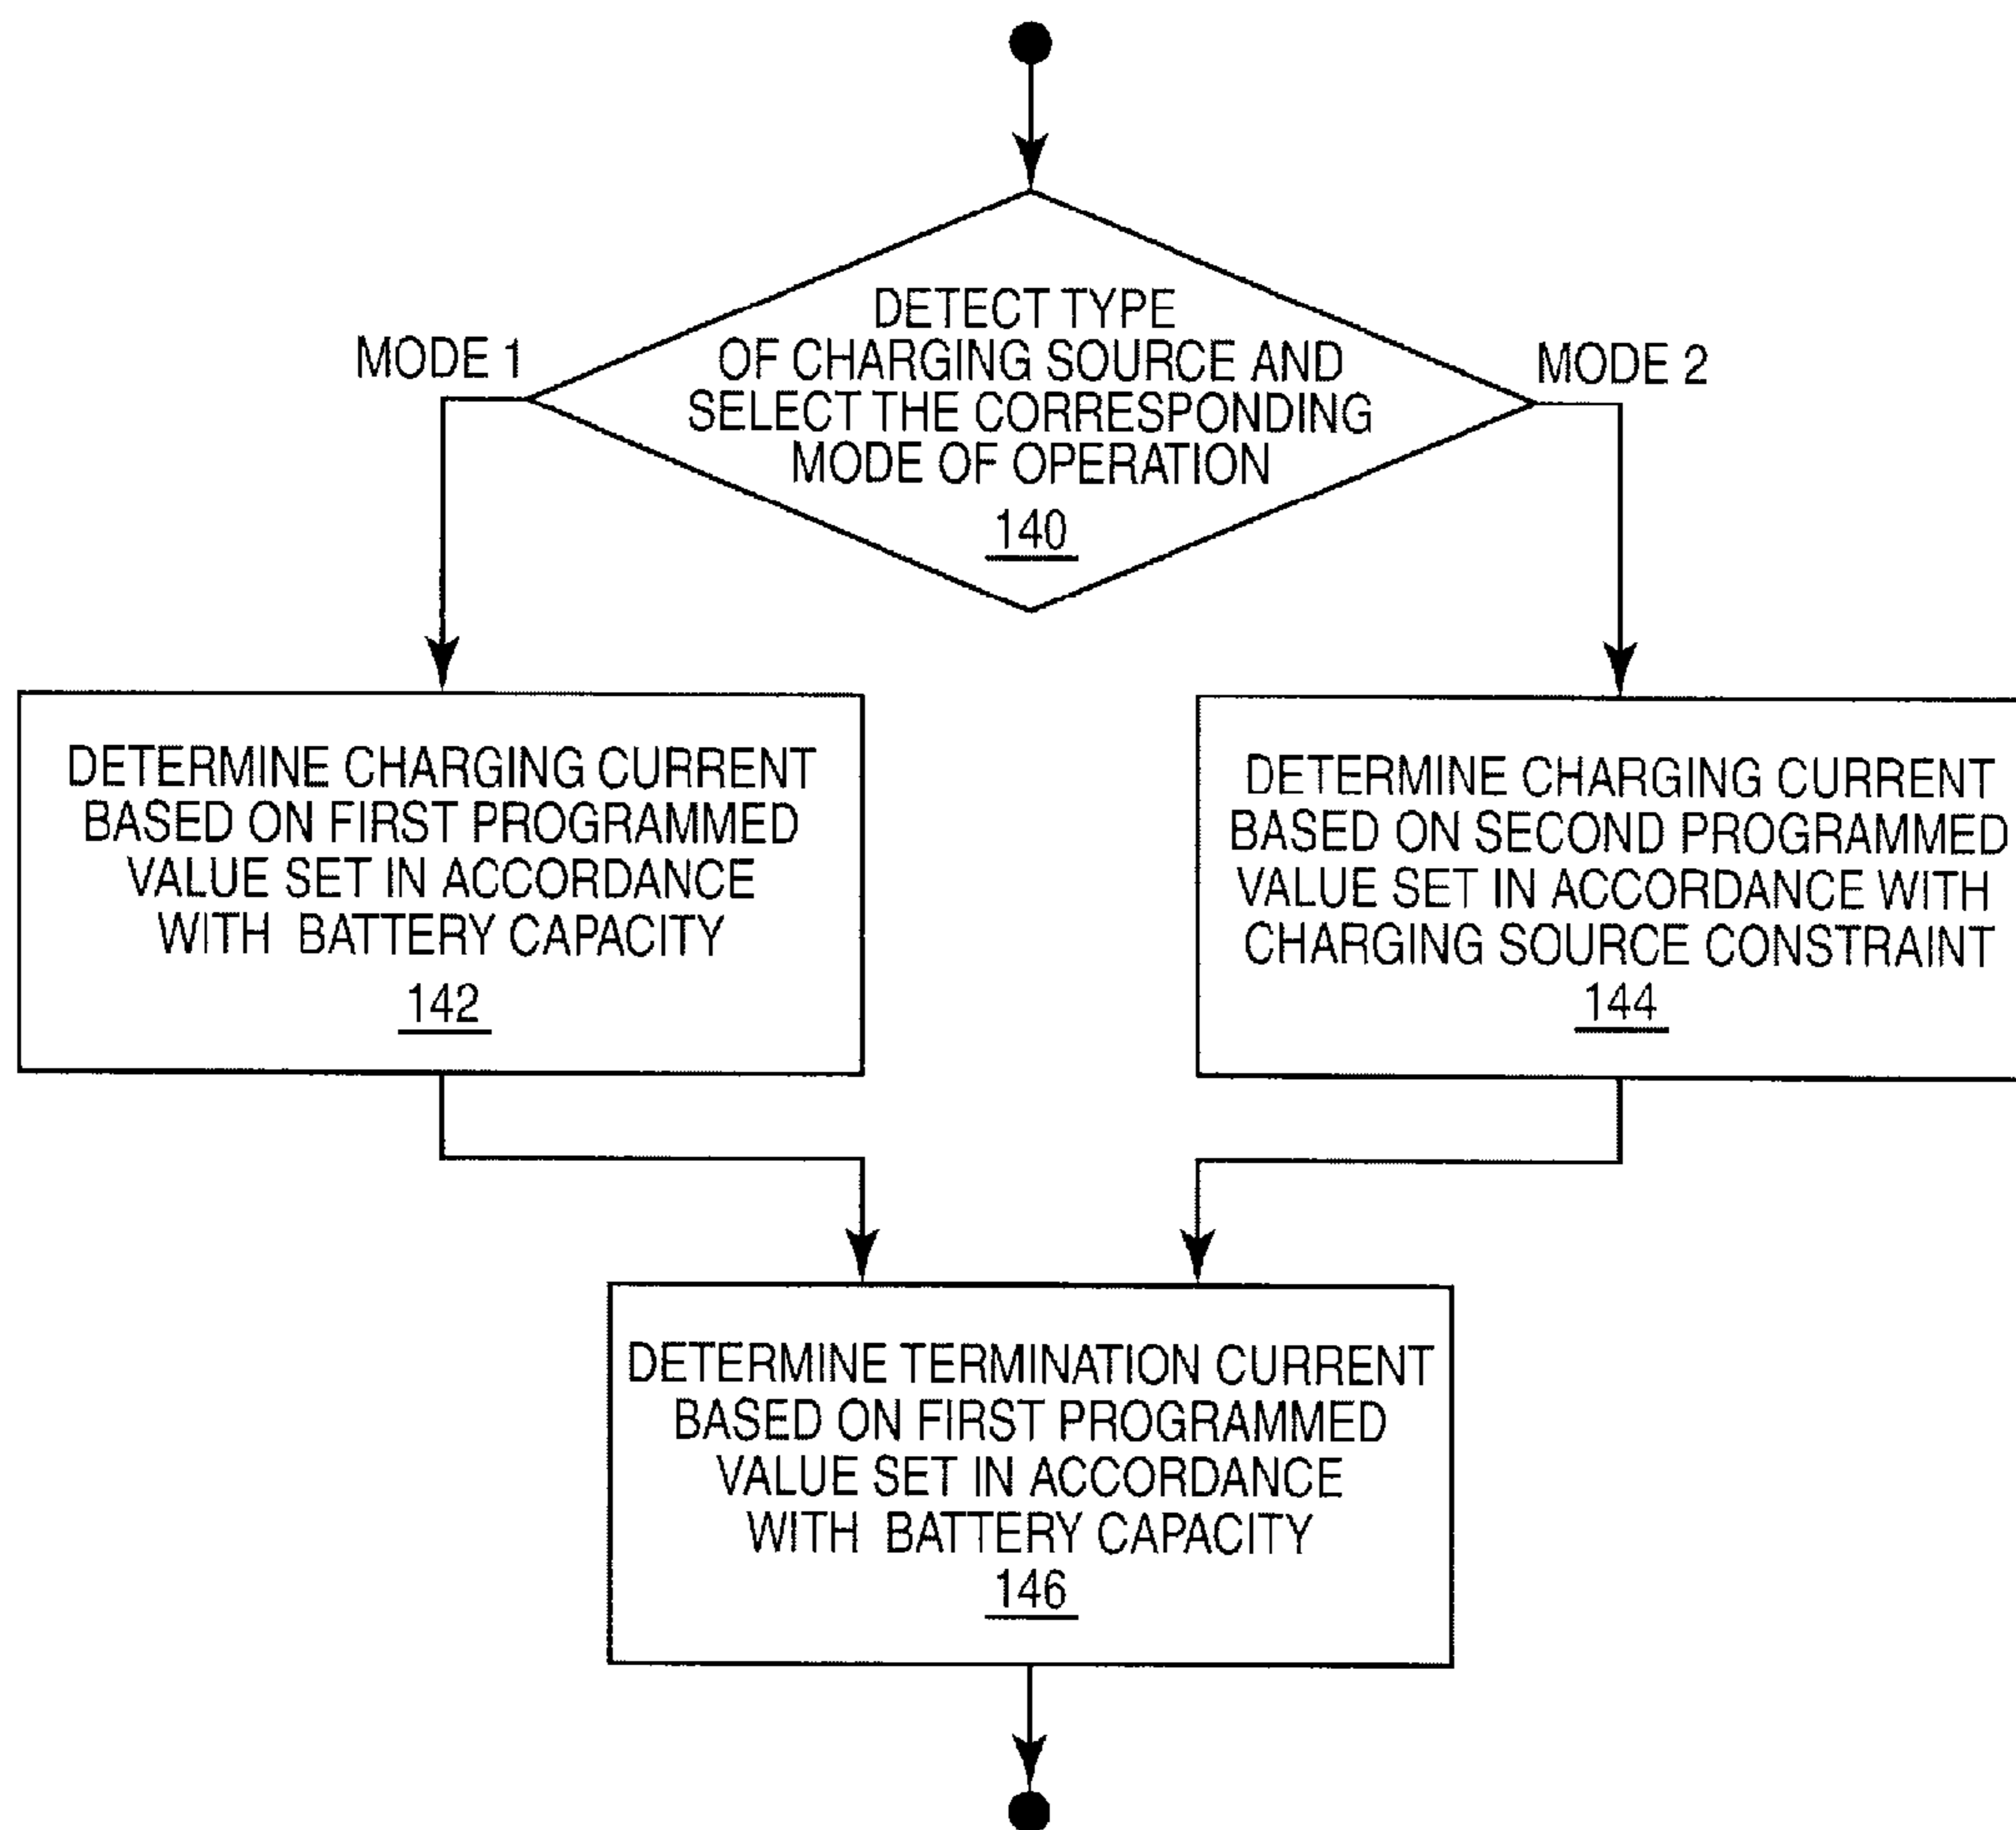 DETECT TYPE
OF CHARGING SOURCE AND
SELECT THE CORRESPONDING
MODE OF OPERATION
140
MODE 1
MODE 2
DETERMINE CHARGING CURRENT
BASED ON FIRST PROGRAMMED
VALUE SET IN ACCORDANCE
WITH BATTERY CAPACITY
142
DETERMINE CHARGING CURRENT
BASED ON SECOND PROGRAMMED
VALUE SET IN ACCORDANCE WITH
CHARGING SOURCE CONSTRAINT
144
DETERMINE TERMINATION CURRENT
BASED ON FIRST PROGRAMMED
VALUE SET IN ACCORDANCE
WITH BATTERY CAPACITY
146